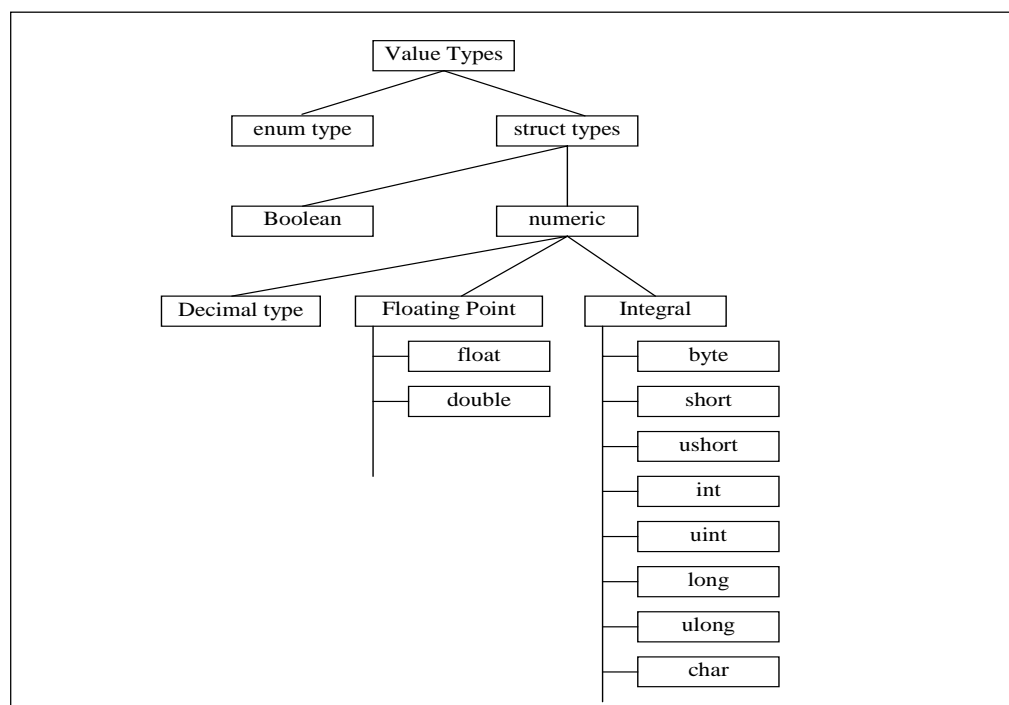 Value Types
enum type
struct types
Boolean
numeric
Decimal type
Floating Point
Integral
float
byte
double
short
ushort
int
uint
long
ulong
char